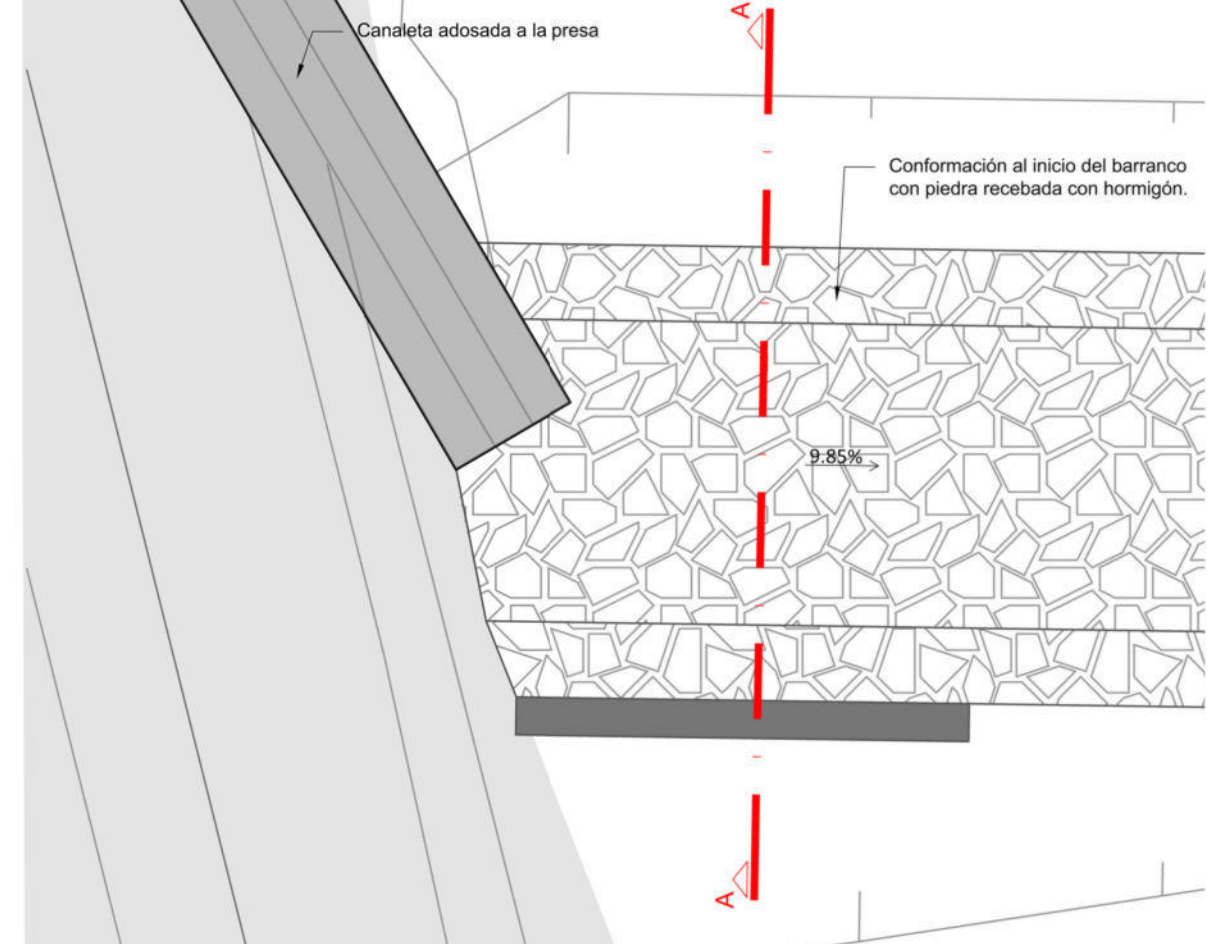 A
Canaleta adosada a la presa
Conformación al inicio del barranco
con piedra recebada con hormigón.
9.85%
A